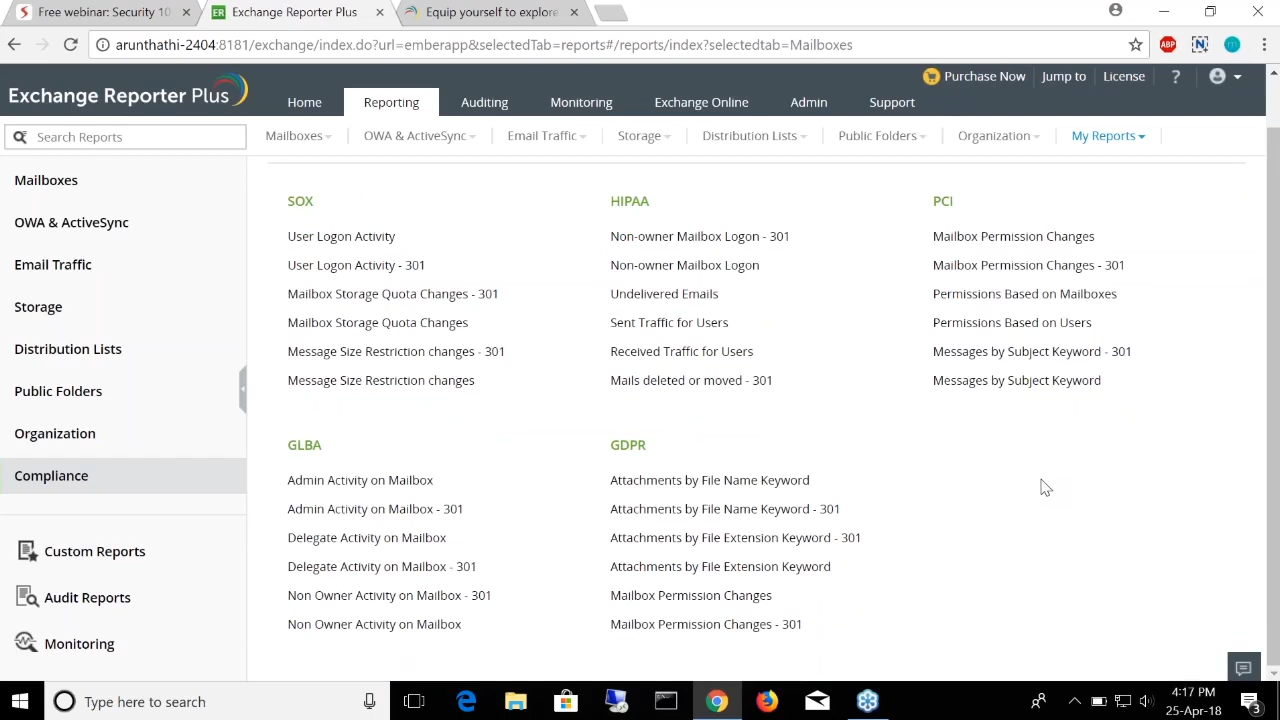 Free webinar: Security 10
Exchange Reporter Plus
Equip yourself to explore
arunthathi-2404:8181/exchange/index.do?url=emberapp&selectedTab=reports#/reports/index?selectedtab=Mailboxes
ABP
N
m
Exchange Reporter Plus
Purchase Now
Jump to
License
?
Home
Reporting
Auditing
Monitoring
Exchange Online
Admin
Support
Search Reports
Mailboxes
OWA & ActiveSync
Email Traffic
Storage
Distribution Lists
Public Folders
Organization
My Reports
Mailboxes
OWA & ActiveSync
Email Traffic
Storage
Distribution Lists
Public Folders
Organization
Compliance
Custom Reports
Audit Reports
Monitoring
SOX
User Logon Activity
User Logon Activity - 301
Mailbox Storage Quota Changes - 301
Mailbox Storage Quota Changes
Message Size Restriction changes - 301
Message Size Restriction changes
HIPAA
Non-owner Mailbox Logon - 301
Non-owner Mailbox Logon
Undelivered Emails
Sent Traffic for Users
Received Traffic for Users
Mails deleted or moved - 301
PCI
Mailbox Permission Changes
Mailbox Permission Changes - 301
Permissions Based on Mailboxes
Permissions Based on Users
Messages by Subject Keyword - 301
Messages by Subject Keyword
GLBA
Admin Activity on Mailbox
Admin Activity on Mailbox - 301
Delegate Activity on Mailbox
Delegate Activity on Mailbox - 301
Non Owner Activity on Mailbox - 301
Non Owner Activity on Mailbox
GDPR
Attachments by File Name Keyword
Attachments by File Name Keyword - 301
Attachments by File Extension Keyword - 301
Attachments by File Extension Keyword
Mailbox Permission Changes
Mailbox Permission Changes - 301
Type here to search
4:17 PM
25-Apr-18
3